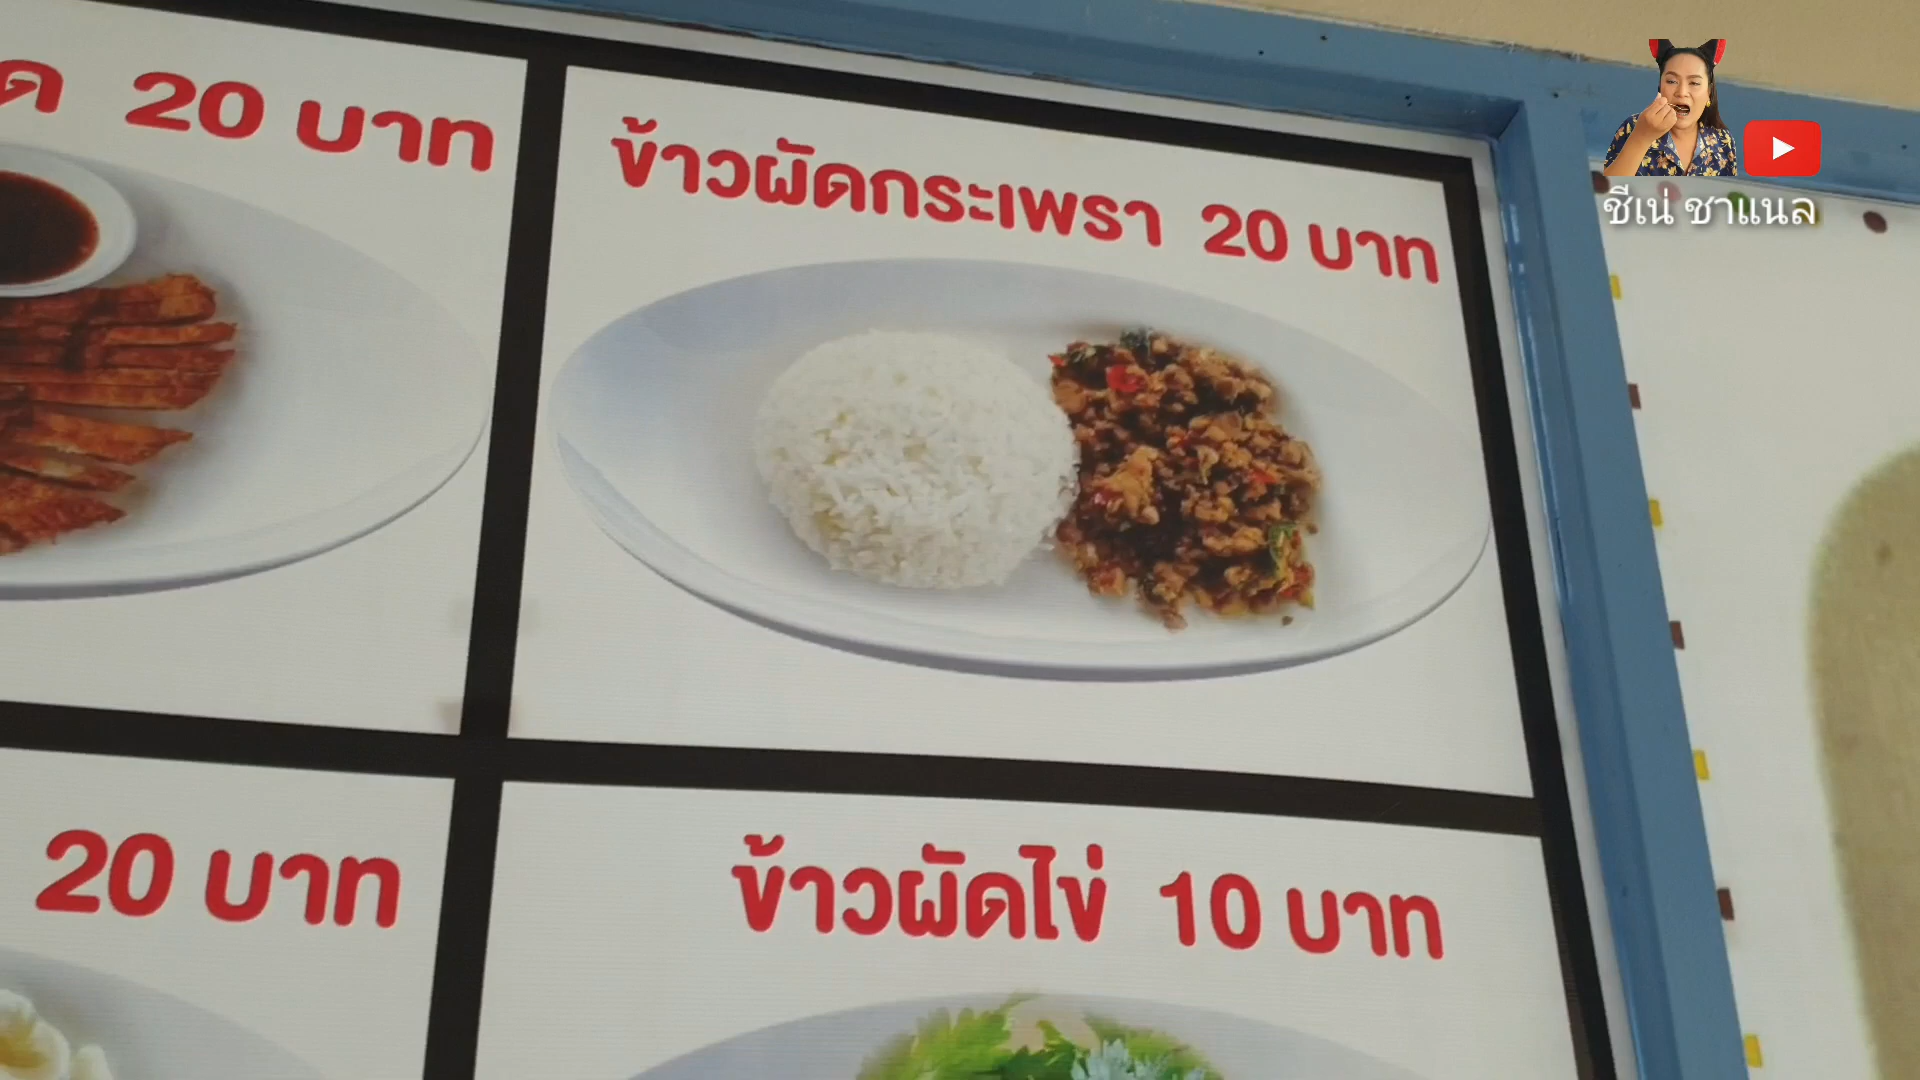 20 บาท
ข้าวผัดกระเพรา 20 บาท
ชีเน่ ชาแนล
20 บาท
ข้าวผัดไข่ 10 บาท